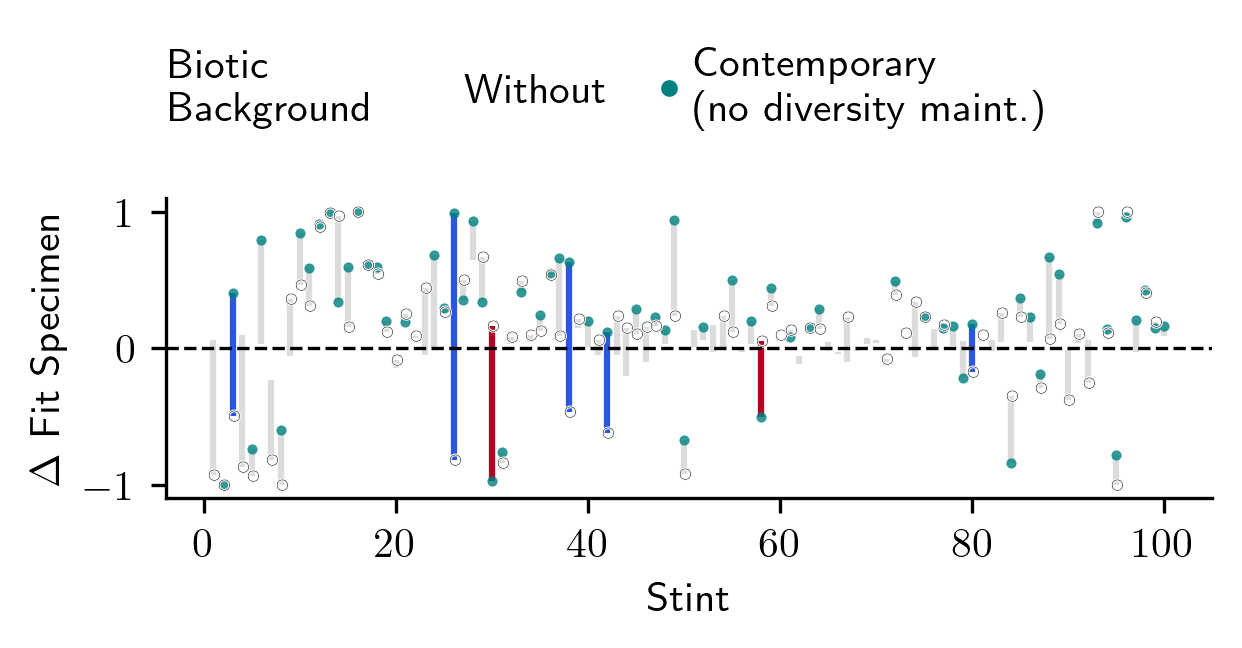 Biotic
Background
Without
Contemporary
(no diversity maint.)
Δ Fit Specimen
1
0
−1
0
20
40
60
80
100
Stint